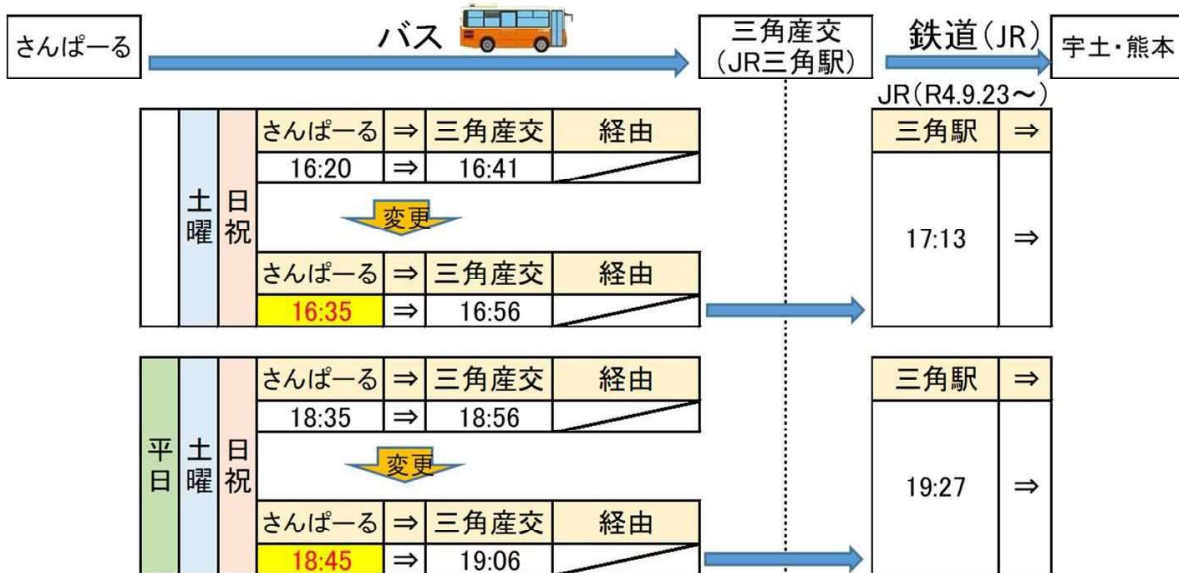 さんぱーる
バス
三角産交
(JR三角駅)
鉄道(JR)
宇土・熊本
JR(R4.9.23～)
土曜
日祝
さんぱーる ⇒ 三角産交 経由
16:20 ⇒ 16:41
変更
さんぱーる ⇒ 三角産交 経由
16:35 ⇒ 16:56
三角駅 ⇒
17:13 ⇒
平日
土曜
日祝
さんぱーる ⇒ 三角産交 経由
18:35 ⇒ 18:56
変更
さんぱーる ⇒ 三角産交 経由
18:45 ⇒ 19:06
三角駅 ⇒
19:27 ⇒